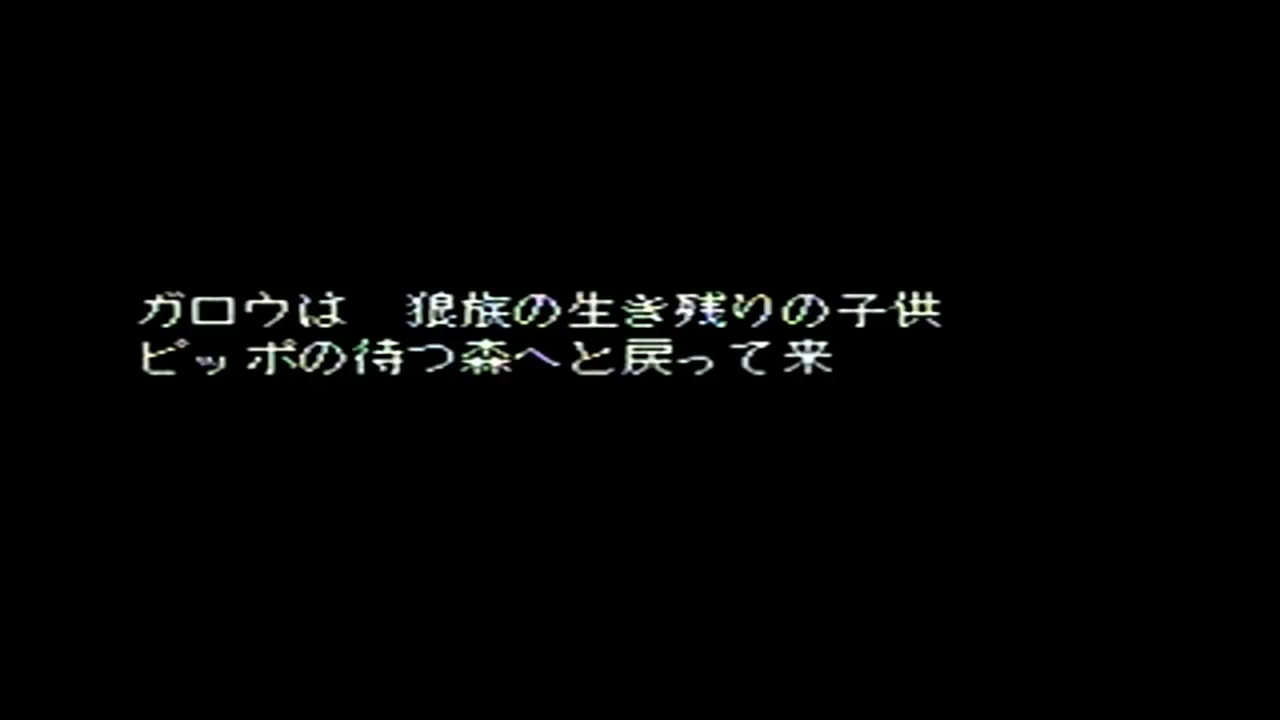 ガロウは　狼族の生き残りの子供
ピッポの待つ森へと戻って来